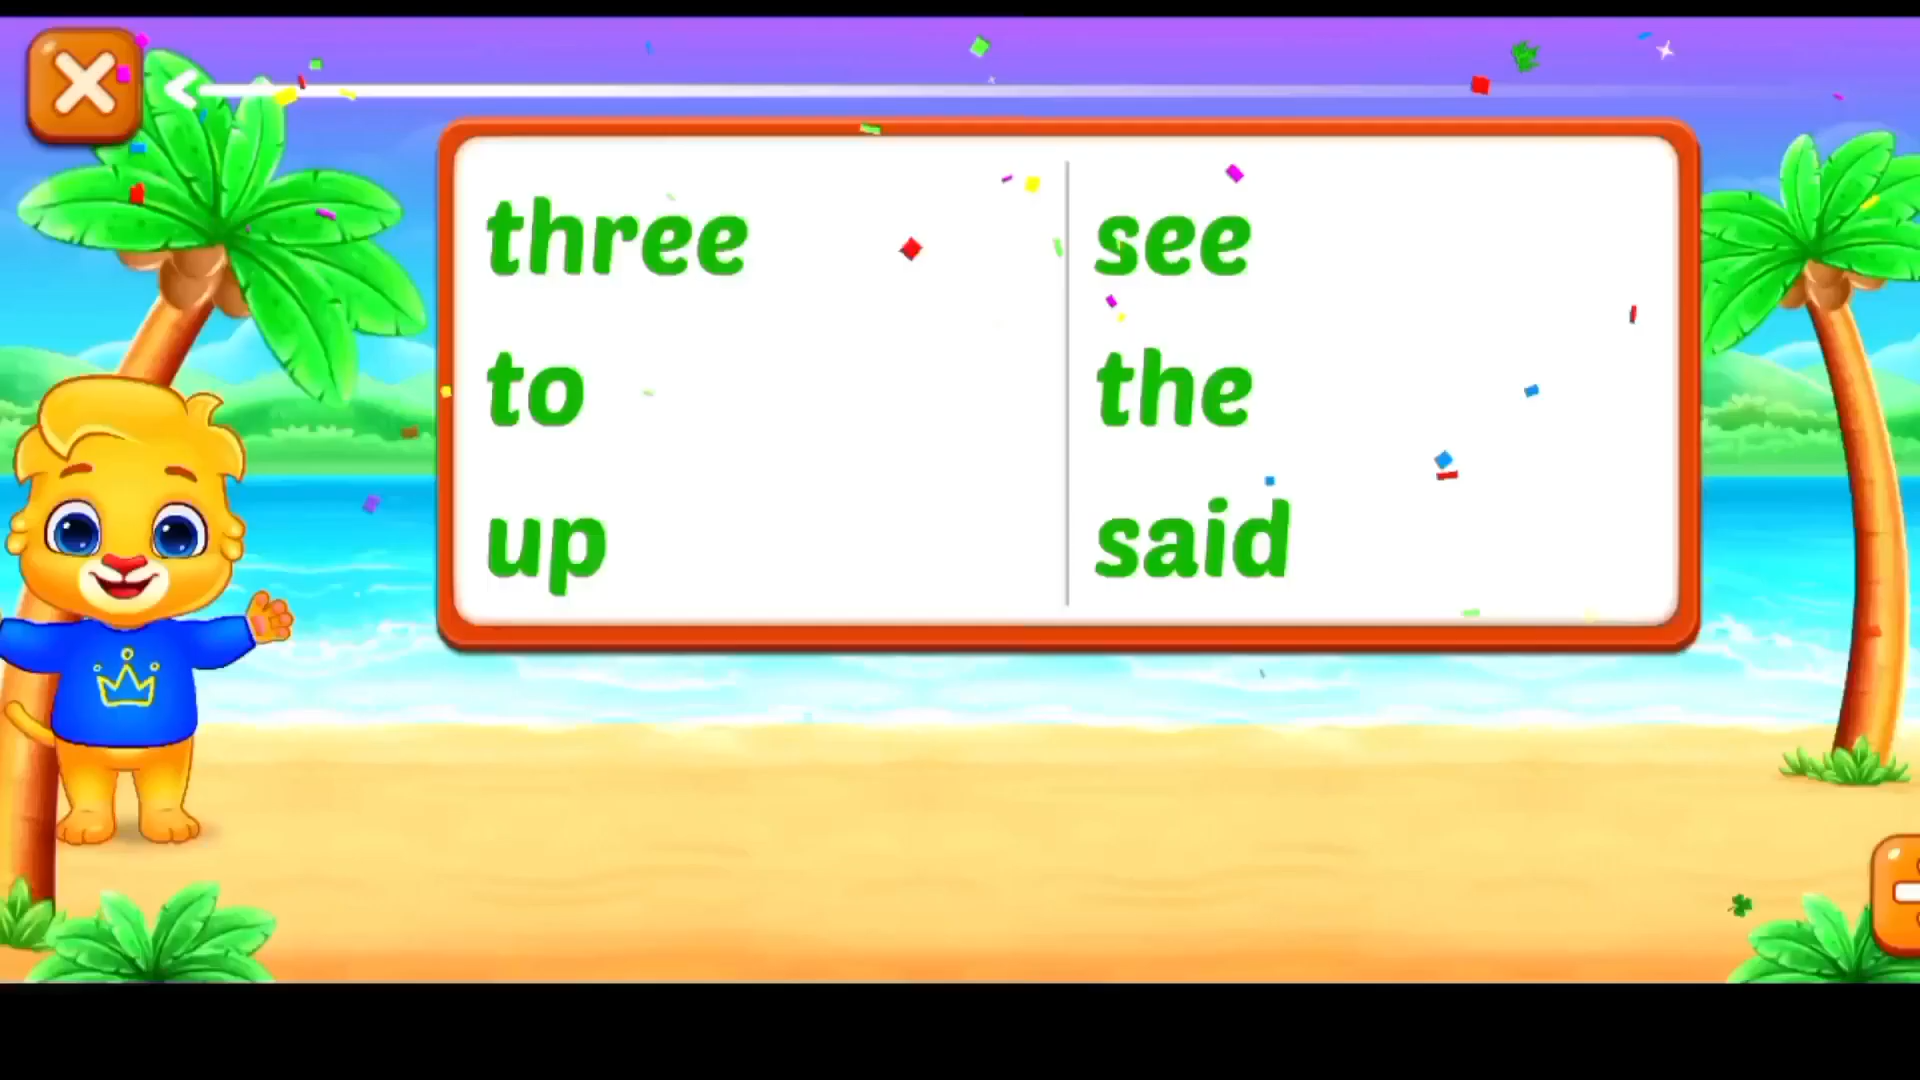 three
to
up
see
the
said